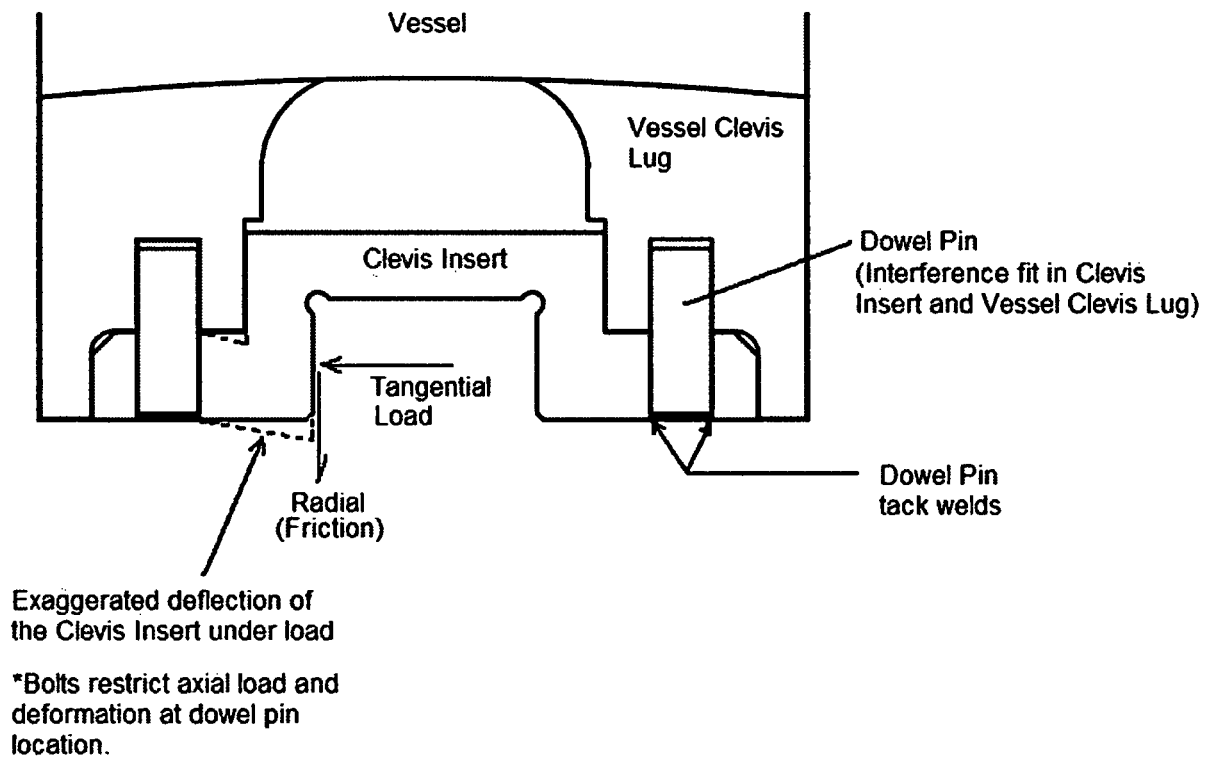 Vessel
Vessel Clevis
Lug
Clevis Insert
Dowel Pin
(Interference fit in Clevis
Insert and Vessel Clevis Lug)
Tangential
Load
Radial
(Friction)
Dowel Pin
tack welds
Exaggerated deflection of
the Clevis Insert under load
*Bolts restrict axial load and
deformation at dowel pin
location.